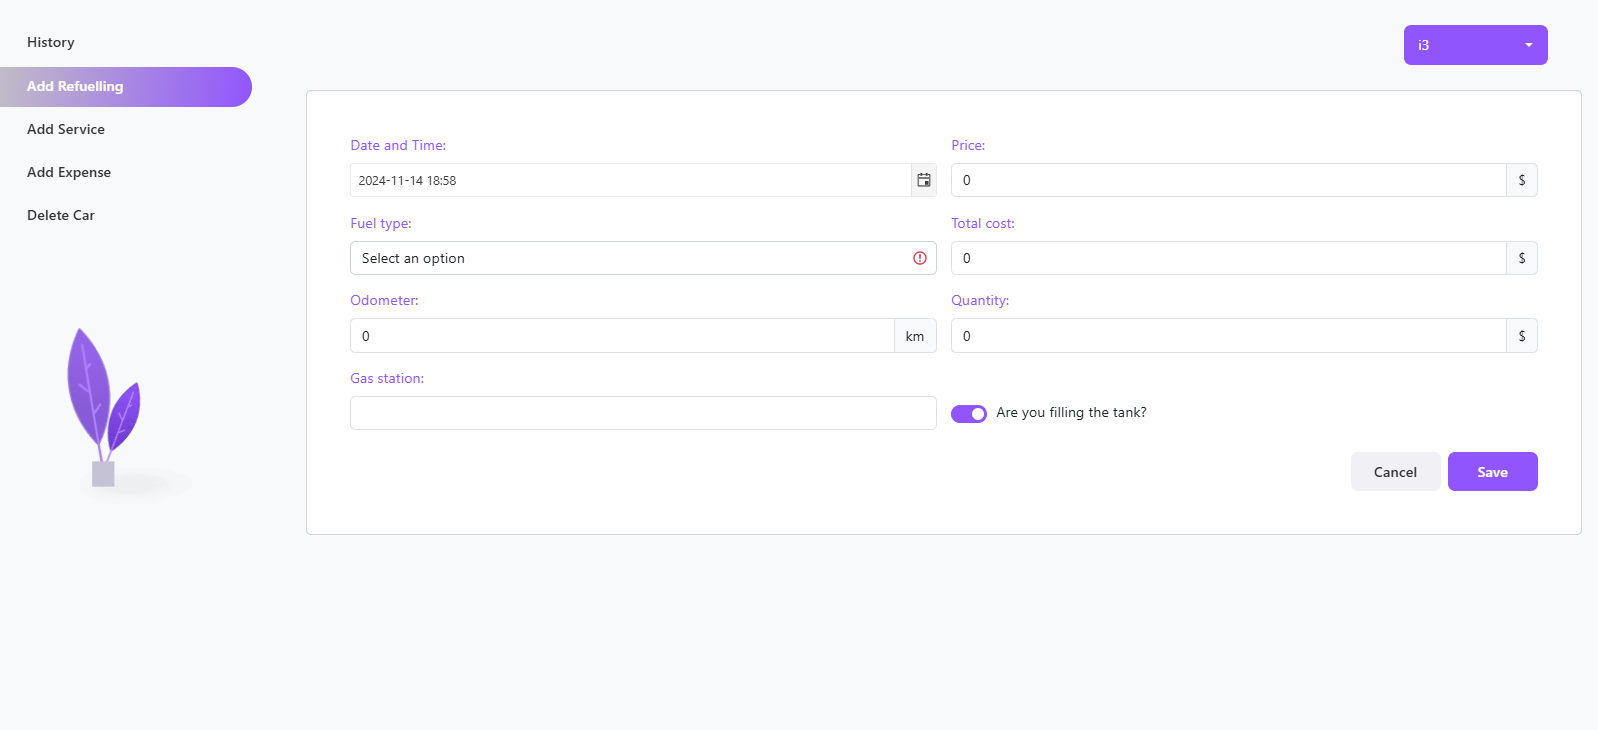 History
Add Refuelling
Add Service
Add Expense
Delete Car
i3
Date and Time:
2024-11-14 18:58
Price:
0 $
Fuel type:
Select an option
Total cost:
0 $
Odometer:
0 km
Quantity:
0 $
Gas station:
Are you filling the tank?
Cancel
Save